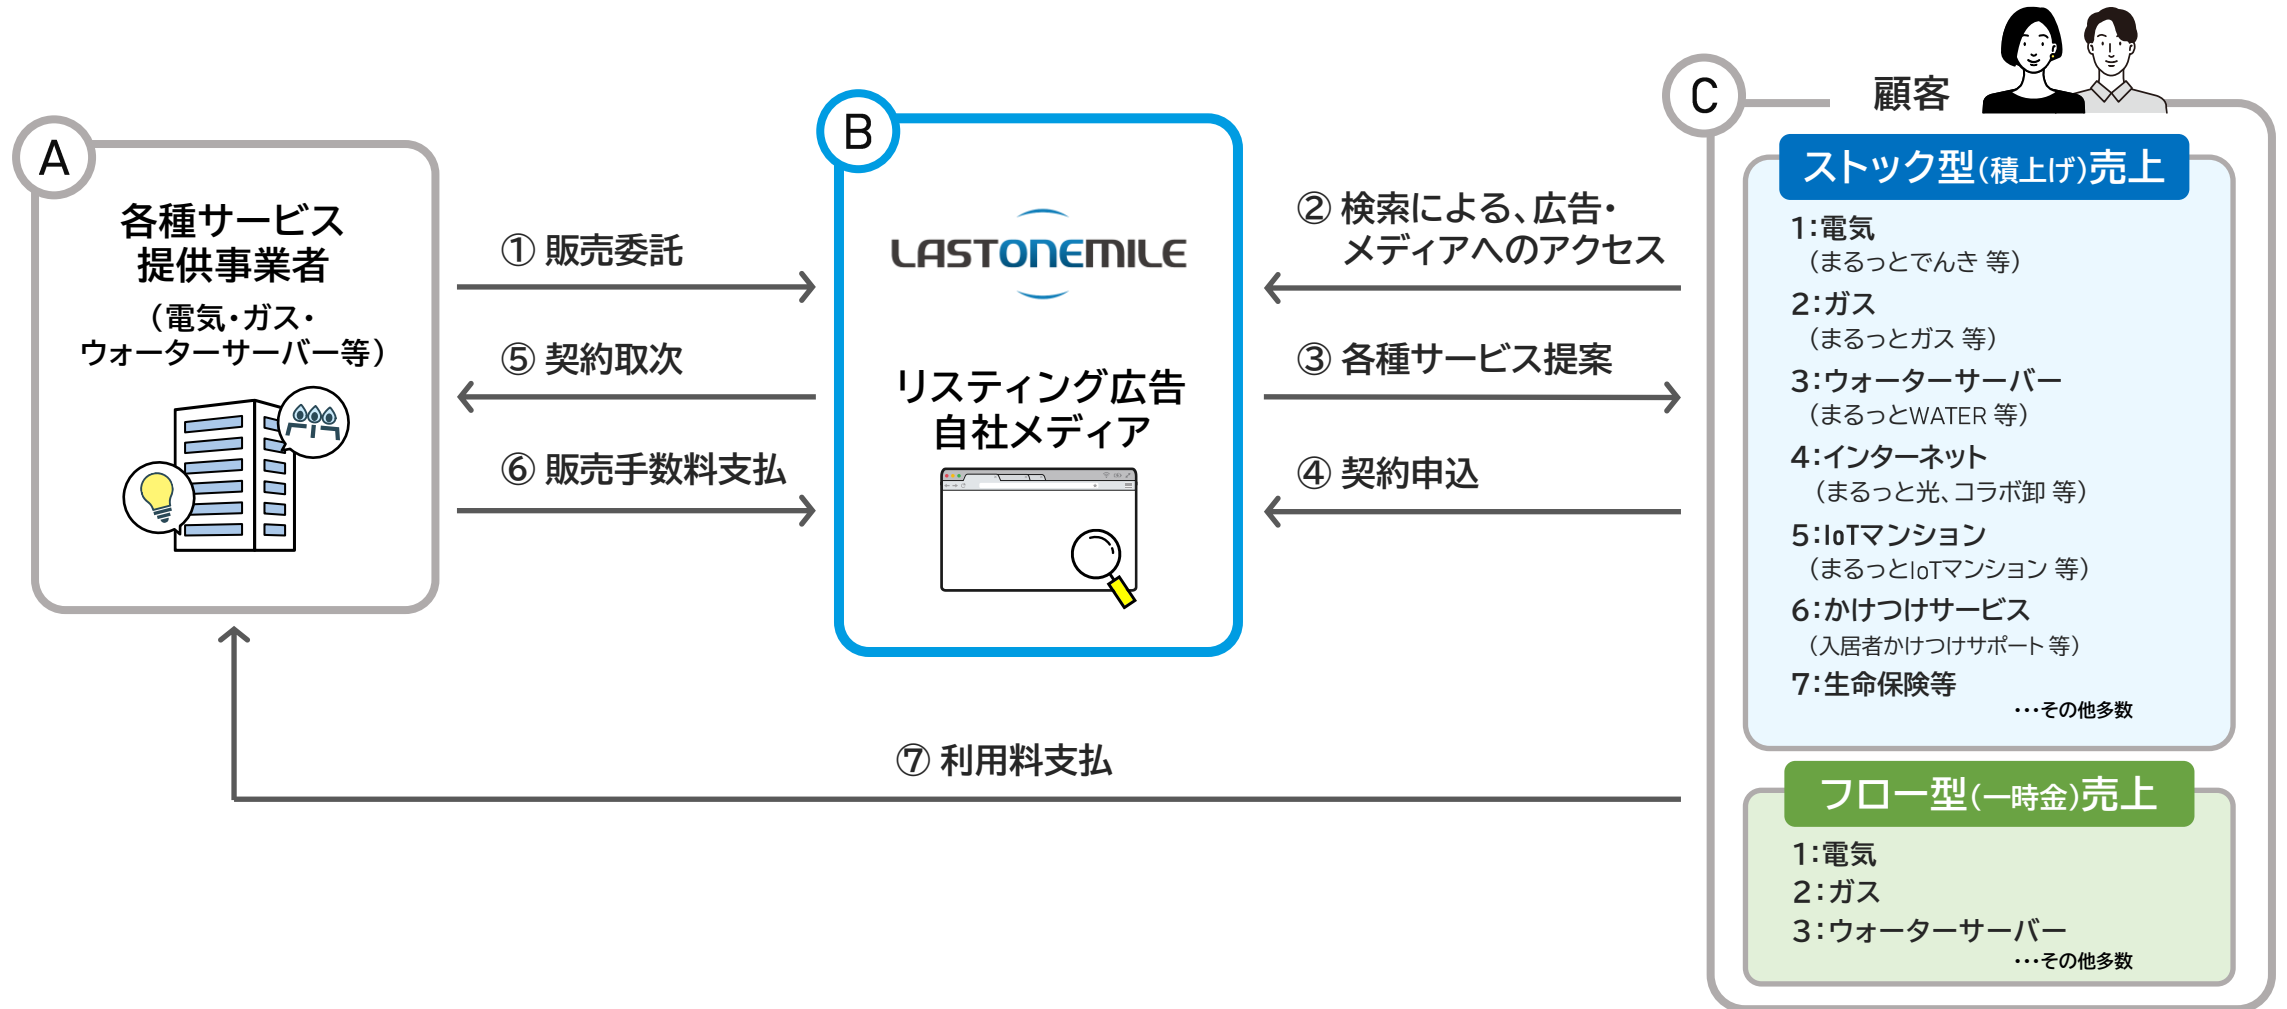 A
各種サービス
提供事業者
（電気・ガス・
ウォーターサーバー等）
① 販売委託
⑤ 契約取次
⑥ 販売手数料支払
B
LASTONEMILE
リスティング広告
自社メディア
② 検索による、広告・
メディアへのアクセス
③ 各種サービス提案
④ 契約申込
⑦ 利用料支払
C
顧客
ストック型（積上げ）売上
1：電気
（まるっとでんき 等）
2：ガス
（まるっとガス 等）
3：ウォーターサーバー
（まるっとWATER 等）
4：インターネット
（まるっと光、コラボ卸 等）
5：IoTマンション
（まるっとIoTマンション 等）
6：かけつけサービス
（入居者かけつけサポート 等）
7：生命保険等
・・・その他多数
フロー型（一時金）売上
1：電気
2：ガス
3：ウォーターサーバー
・・・その他多数